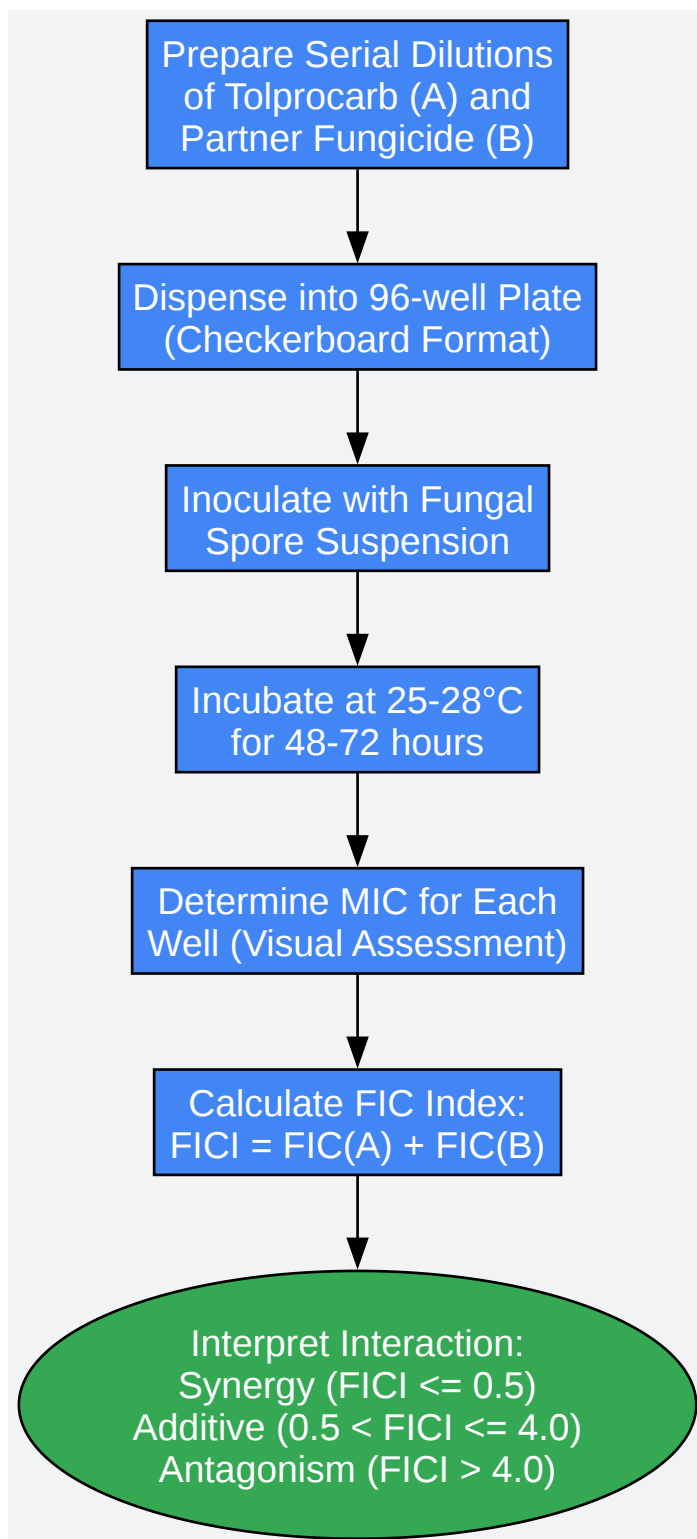 Prepare Serial Dilutions
of Tolprocarb (A) and
Partner Fungicide (B)
Dispense into 96-well Plate
(Checkerboard Format)
Inoculate with Fungal
Spore Suspension
Incubate at 25-28°C
for 48-72 hours
Determine MIC for Each
Well (Visual Assessment)
Calculate FIC Index:
FICI = FIC(A) + FIC(B)
Interpret Interaction:
Synergy (FICI <= 0.5)
Additive (0.5 < FICI <= 4.0)
Antagonism (FICI > 4.0)